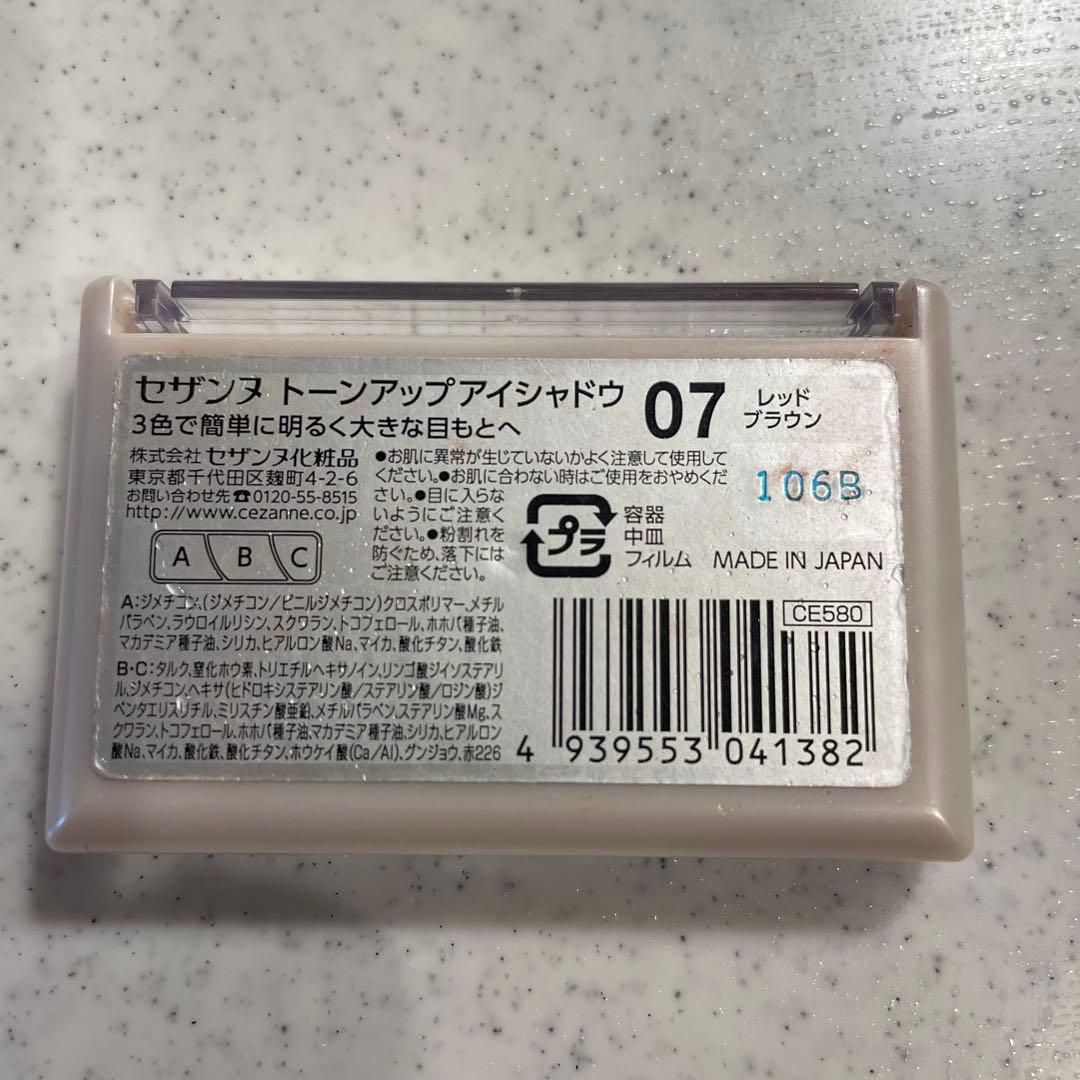 セザンヌ トーンアップアイシャドウ 07 レッド
ブラウン
3色で簡単に明るく大きな目もとへ
株式会社 セザンヌ化粧品
東京都千代田区麹町4-2-6
お問い合わせ先☎0120-55-8515
http://www.cezanne.co.jp
●お肌に異常が生じていないかよく注意して使用して
ください。●お肌に合わない時はご使用をおやめくだ
さい。●目に入らな
いようにご注意くだ
さい。●粉割れを
防ぐため、落下には
ご注意ください。
106B
プラ
容器
中皿
フィルム
MADE IN JAPAN
A B C
A:ジメチコン、(ジメチコン/ビニルジメチコン)クロスポリマー、メチル
パラベン、ラウロイルリシン、スクワラン、トコフェロール、ホホバ種子油、
マカデミア種子油、シリカ、ヒアルロン酸Na、マイカ、酸化チタン、酸化鉄
B・C:タルク、窒化ホウ素、トリエチルヘキサノイン、リンゴ酸ジイソステアリ
ル、ジメチコン、ヘキサ(ヒドロキシステアリン酸/ステアリン酸/ロジン酸)ジ
ペンタエリスリチル、ミリスチン酸亜鉛、メチルパラベン、ステアリン酸Mg、ス
クワラン、トコフェロール、ホホバ種子油、マカデミア種子油、シリカ、ヒアルロン
酸Na、マイカ、酸化鉄、酸化チタン、ホウケイ酸(Ca/Al)、グンジョウ、赤226
CE580
4 939553 041382